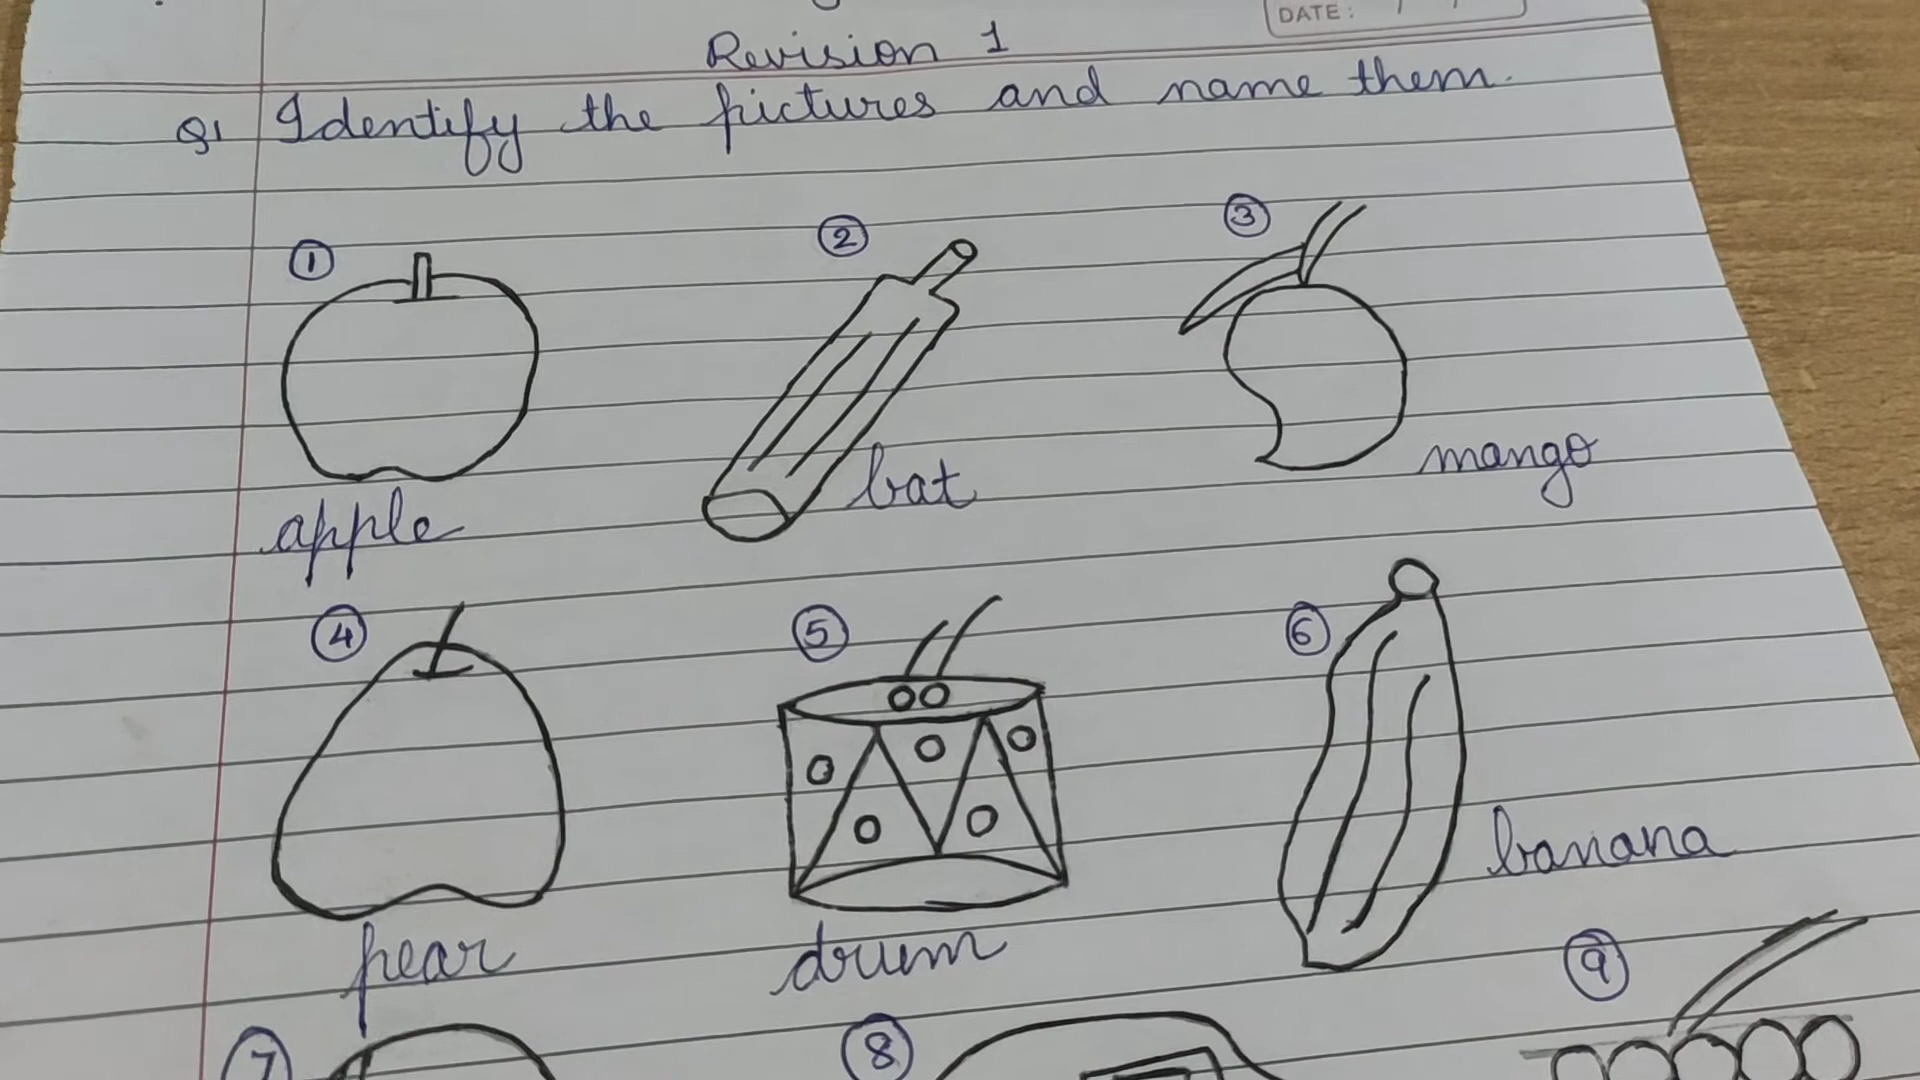 DATE: / /
Revision 1
Q1 Identify the pictures and name them.
① ② ③
apple bat mango
④ ⑤ ⑥
pear drum banana
⑦ ⑧ ⑨